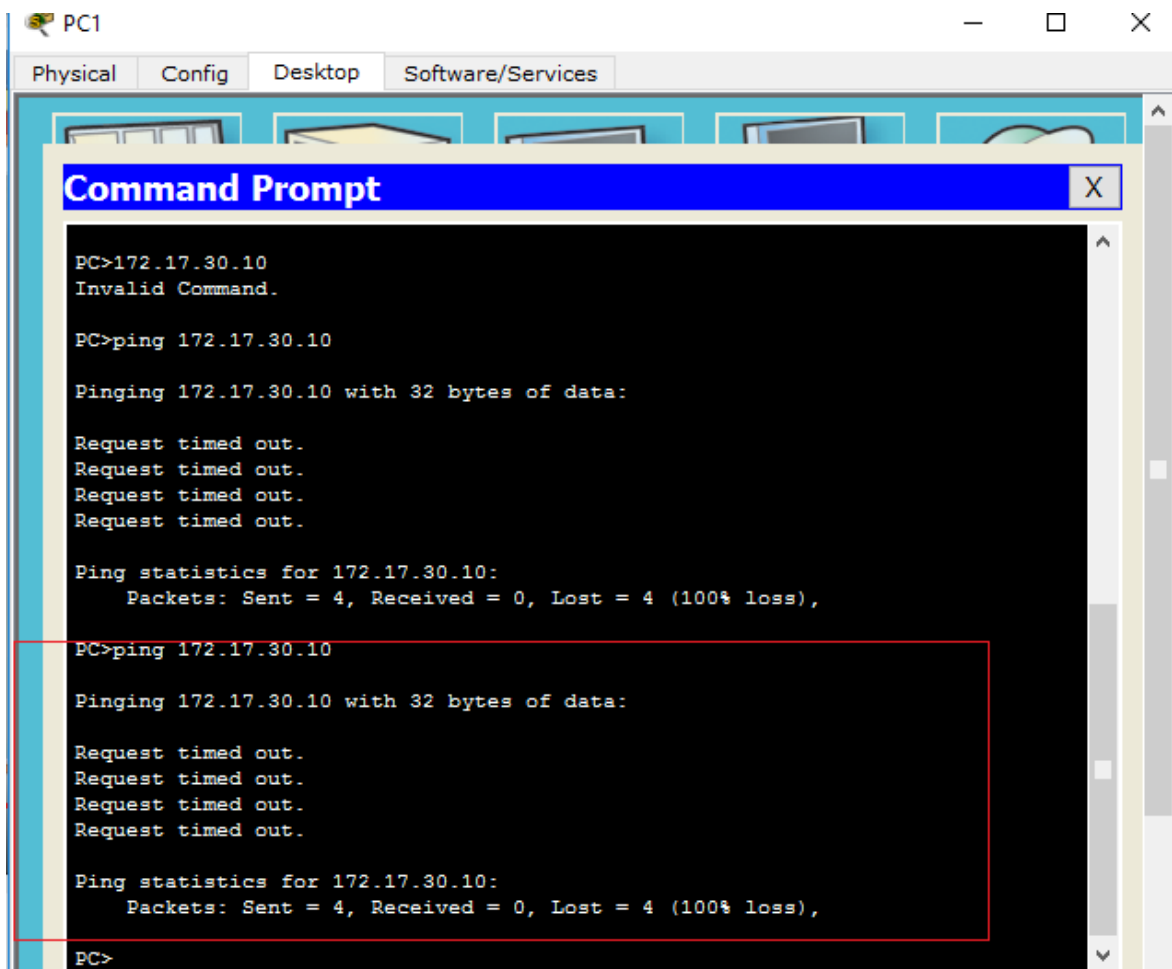 PC1
Physical Config Desktop Software/Services
Command Prompt X
PC>172.17.30.10
Invalid Command.
PC>ping 172.17.30.10
Pinging 172.17.30.10 with 32 bytes of data:
Request timed out.
Request timed out.
Request timed out.
Request timed out.
Ping statistics for 172.17.30.10:
Packets: Sent = 4, Received = 0, Lost = 4 (100% loss),
PC>ping 172.17.30.10
Pinging 172.17.30.10 with 32 bytes of data:
Request timed out.
Request timed out.
Request timed out.
Request timed out.
Ping statistics for 172.17.30.10:
Packets: Sent = 4, Received = 0, Lost = 4 (100% loss),
PC>